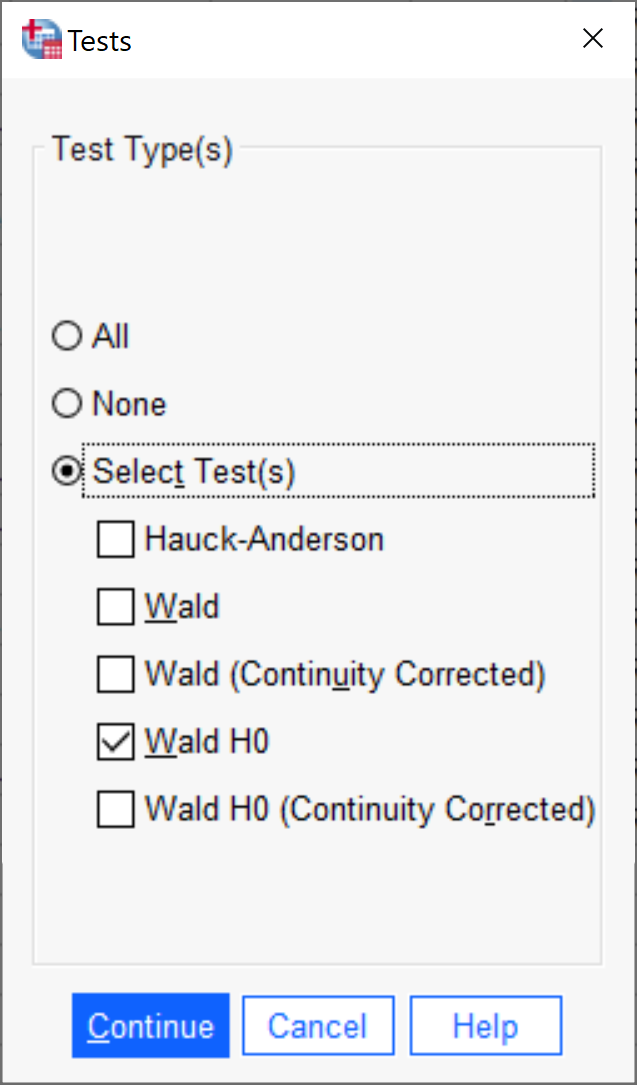 Tests
Test Type(s)
All
None
Select Test(s)
Hauck-Anderson
Wald
Wald (Continuity Corrected)
Wald H0
Wald H0 (Continuity Corrected)
Continue Cancel Help